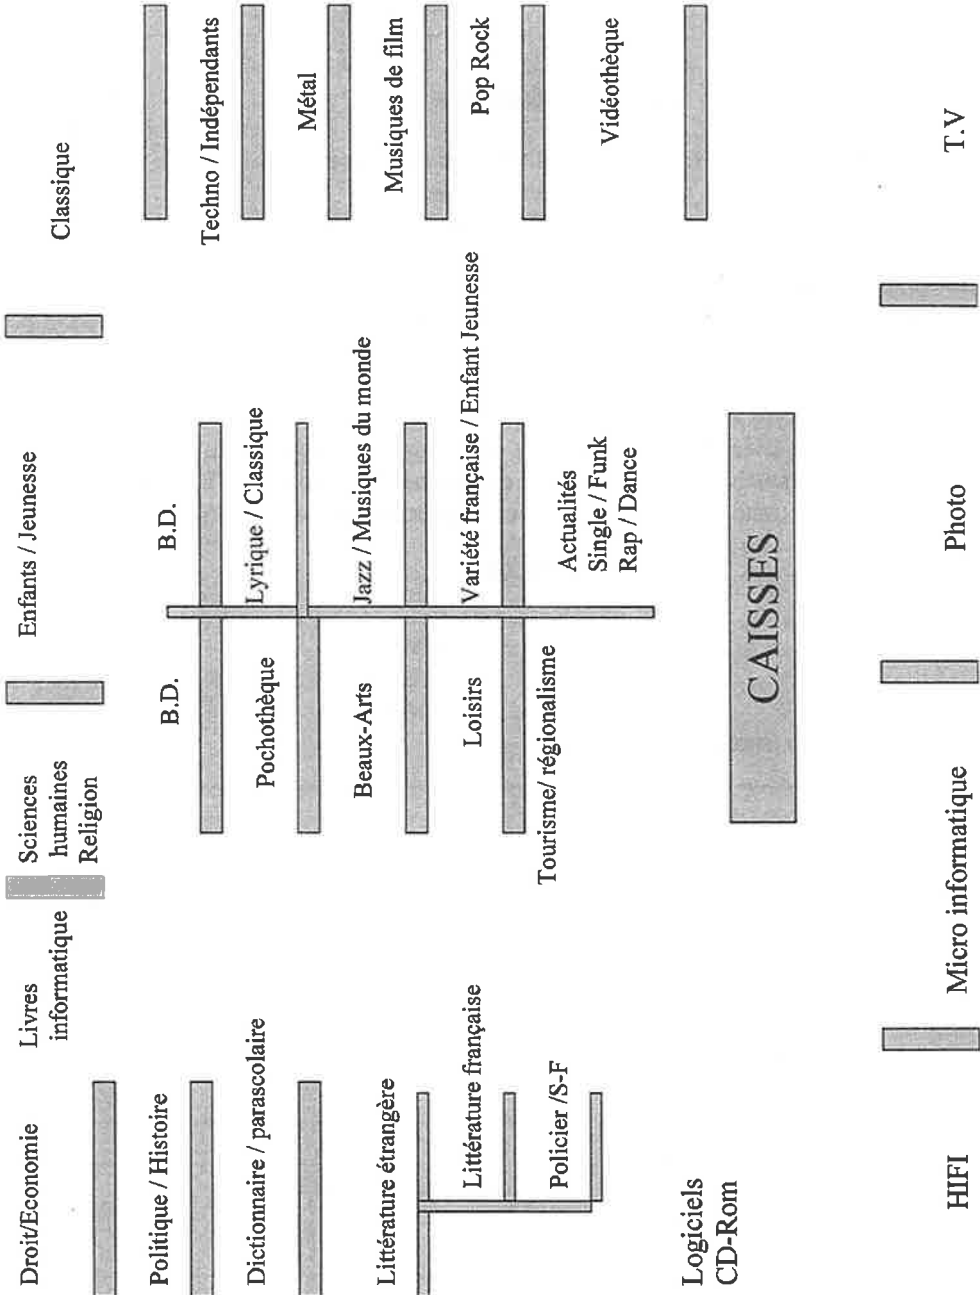 Droit/Economie
Livres
informatique
Sciences
humaines
Religion
Enfants / Jeunesse
Classique
Politique / Histoire
Dictionnaire / parascolaire
Littérature étrangère
Littérature française
Policier /S-F
Logiciels
CD-Rom
B.D.
B.D.
Pochothèque
Lyrique / Classique
Beaux-Arts
Jazz / Musiques du monde
Loisirs
Variété française / Enfant Jeunesse
Tourisme/ régionalisme
Actualités
Single / Funk
Rap / Dance
Techno / Indépendants
Métal
Musiques de film
Pop Rock
Vidéothèque
CAISSES
HIFI
Micro informatique
Photo
T.V